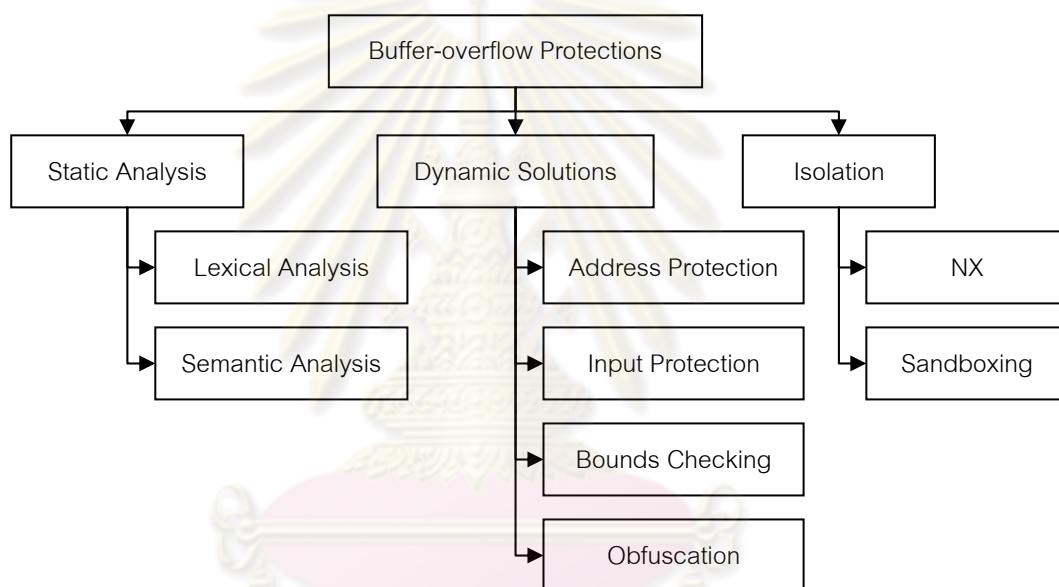 Buffer-overflow Protections
Static Analysis
Dynamic Solutions
Isolation
Lexical Analysis
Address Protection
NX
Semantic Analysis
Input Protection
Sandboxing
Bounds Checking
Obfuscation